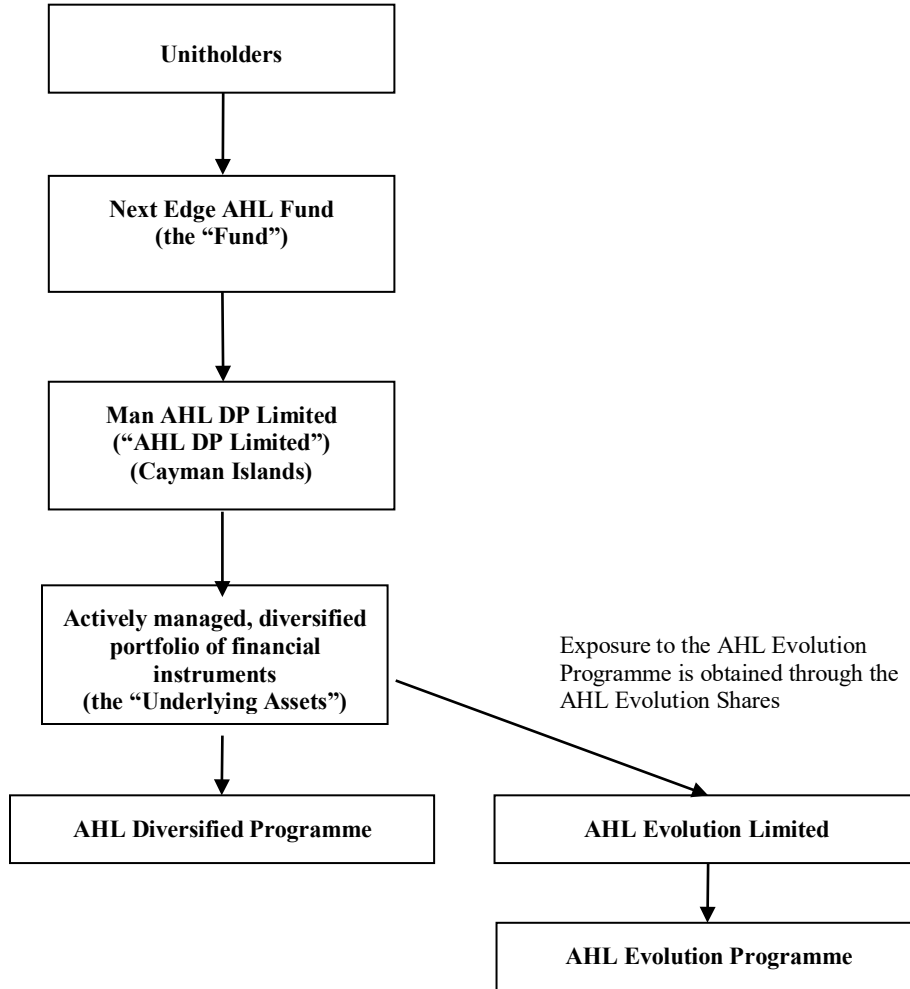 Unitholders
Next Edge AHL Fund
(the “Fund”)
Man AHL DP Limited
(“AHL DP Limited”)
(Cayman Islands)
Actively managed, diversified
portfolio of financial
instruments
(the “Underlying Assets”)
Exposure to the AHL Evolution
Programme is obtained through the
AHL Evolution Shares
AHL Diversified Programme
AHL Evolution Limited
AHL Evolution Programme